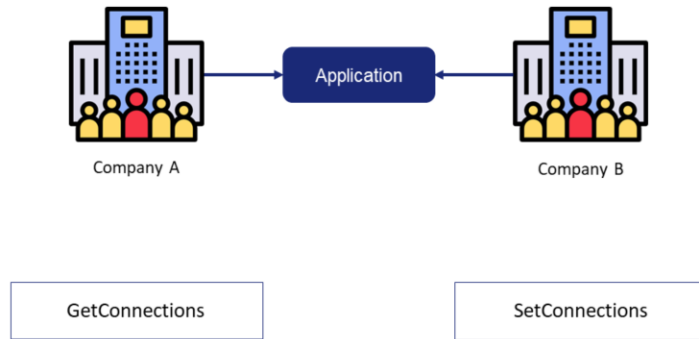 Application
Company A
Company B
GetConnections
SetConnections